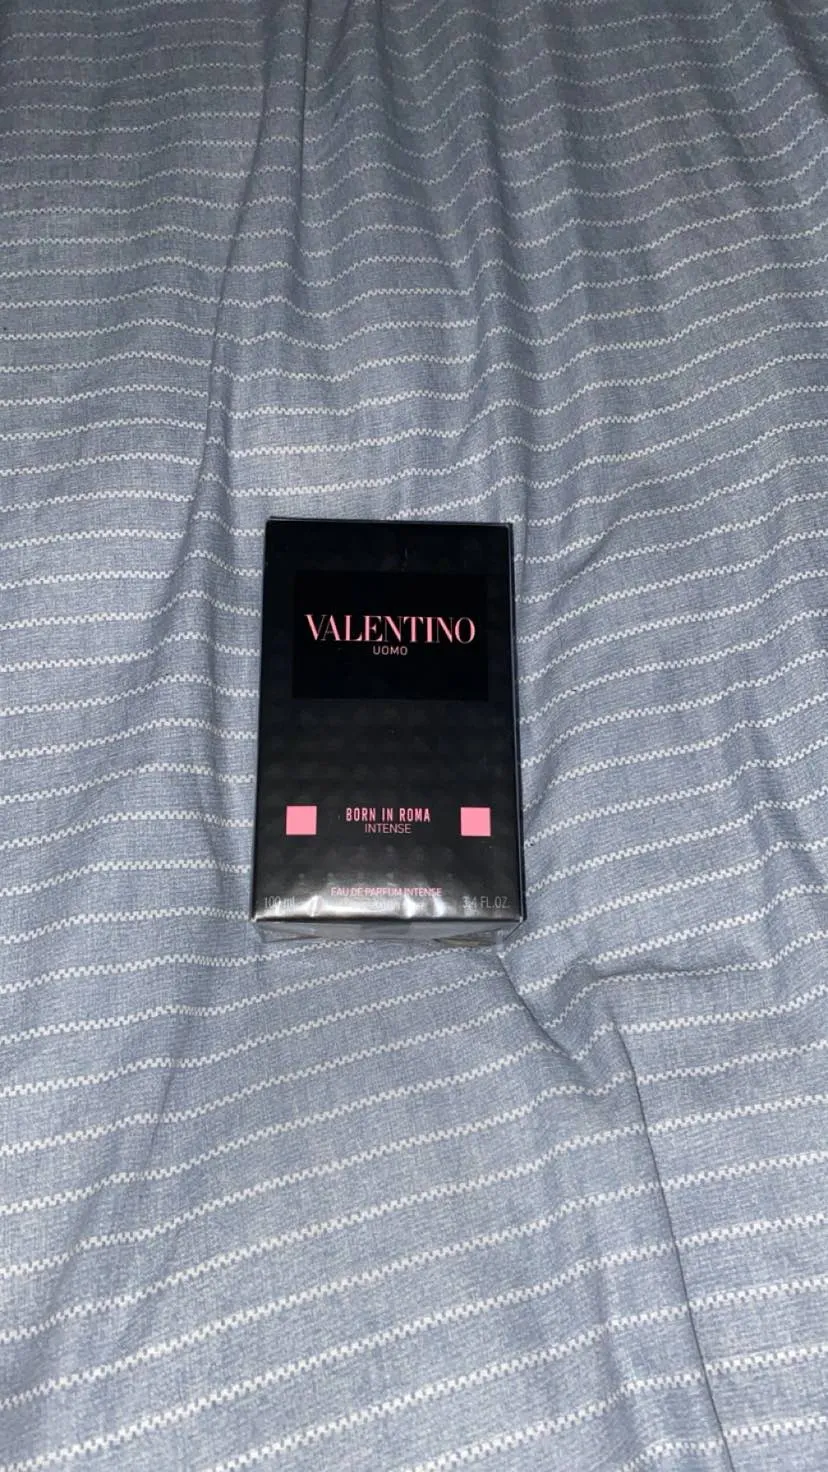 VALENTINO
UOMO
BORN IN ROMA
INTENSE
EAU DE PARFUM INTENSE
100 ml 3.4 FL.OZ.